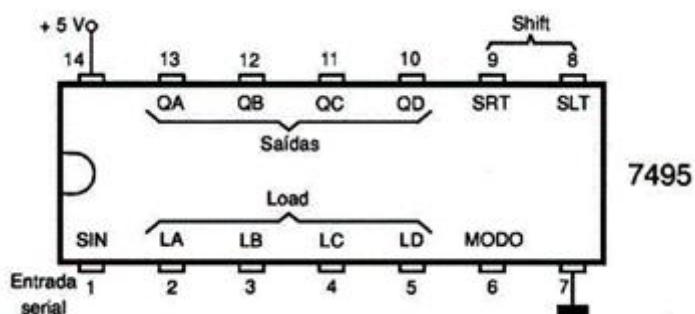 + 5 V
Shift
14 13 12 11 10 9 8
QA QB QC QD SRT SLT
Saídas
7495
Load
SIN LA LB LC LD MODO
Entrada
serial
1 2 3 4 5 6 7